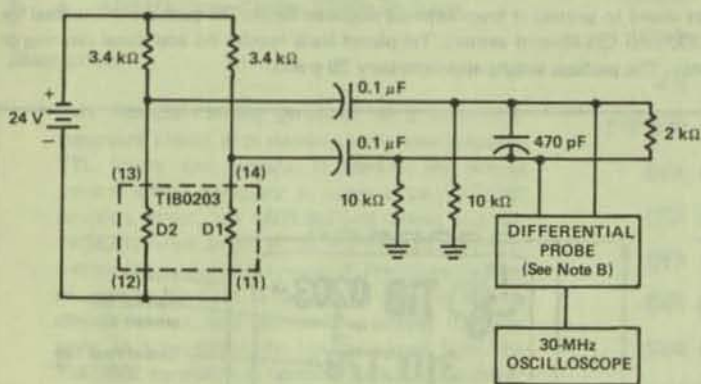 3.4 kΩ
3.4 kΩ
0.1 μF
+
24 V
−
0.1 μF
470 pF
2 kΩ
(13)
(14)
TIB0203
10 kΩ
10 kΩ
D2
D1
DIFFERENTIAL
PROBE
(See Note B)
(12)
(11)
30-MHz
OSCILLOSCOPE